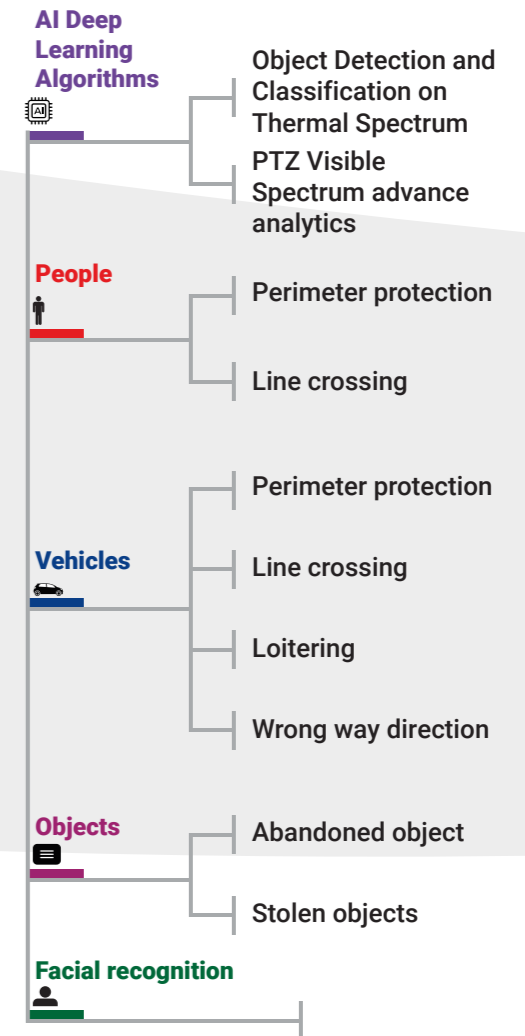 AI Deep
Learning
Algorithms
AI
Object Detection and
Classification on
Thermal Spectrum
PTZ Visible
Spectrum advance
analytics
People
Perimeter protection
Line crossing
Vehicles
Perimeter protection
Line crossing
Loitering
Wrong way direction
Objects
Abandoned object
Stolen objects
Facial recognition